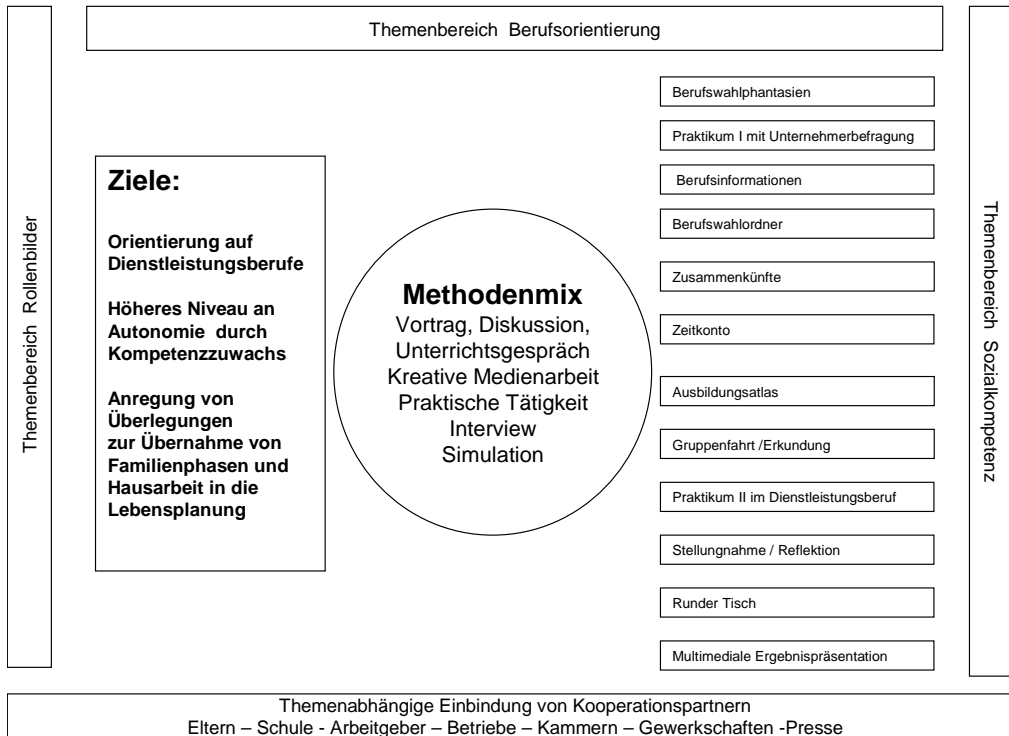 Themenbereich Berufsorientierung
Themenbereich Rollenbilder
Ziele:
Orientierung auf
Dienstleistungsberufe
Höheres Niveau an
Autonomie durch
Kompetenzzuwachs
Anregung von
Überlegungen
zur Übernahme von
Familienphasen und
Hausarbeit in die
Lebensplanung
Methodenmix
Vortrag, Diskussion,
Unterrichtsgespräch
Kreative Medienarbeit
Praktische Tätigkeit
Interview
Simulation
Berufswahlphantasien
Praktikum I mit Unternehmerbefragung
Berufsinformationen
Berufswahlordner
Zusammenkünfte
Zeitkonto
Ausbildungsatlas
Gruppenfahrt /Erkundung
Praktikum II im Dienstleistungsberuf
Stellungnahme / Reflektion
Runder Tisch
Multimediale Ergebnispräsentation
Themenbereich Sozialkompetenz
Themenabhängige Einbindung von Kooperationspartnern
Eltern – Schule - Arbeitgeber – Betriebe – Kammern – Gewerkschaften -Presse